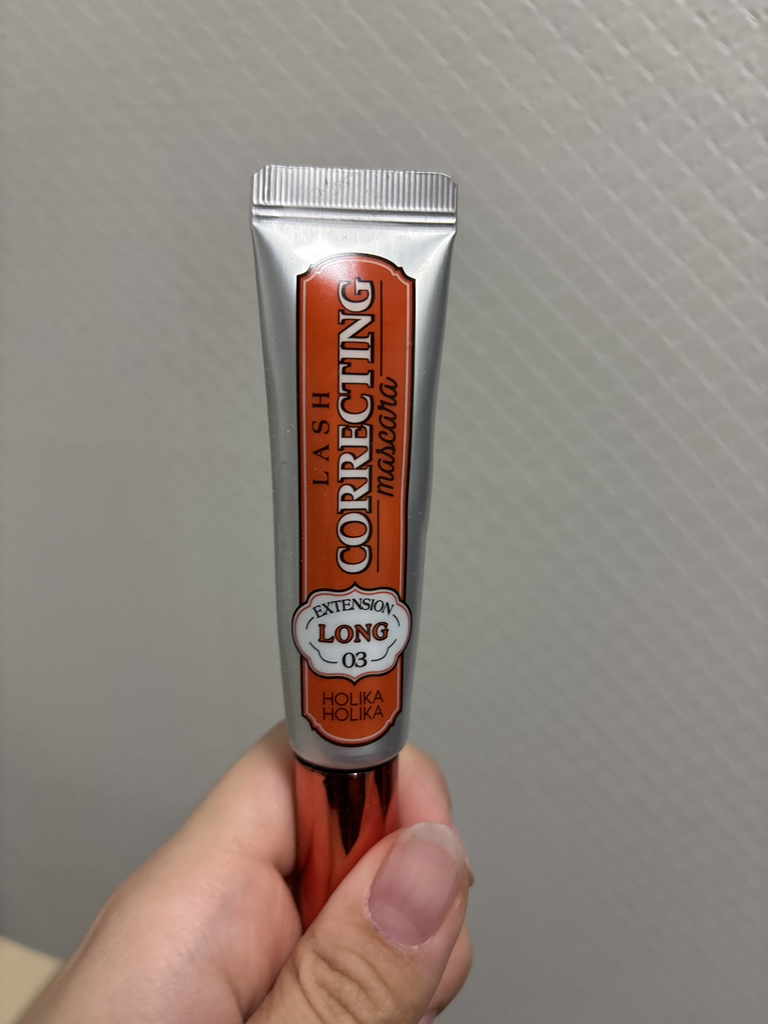 LASH
CORRECTING
mascara
EXTENSION
LONG
03
HOLIKA
HOLIKA